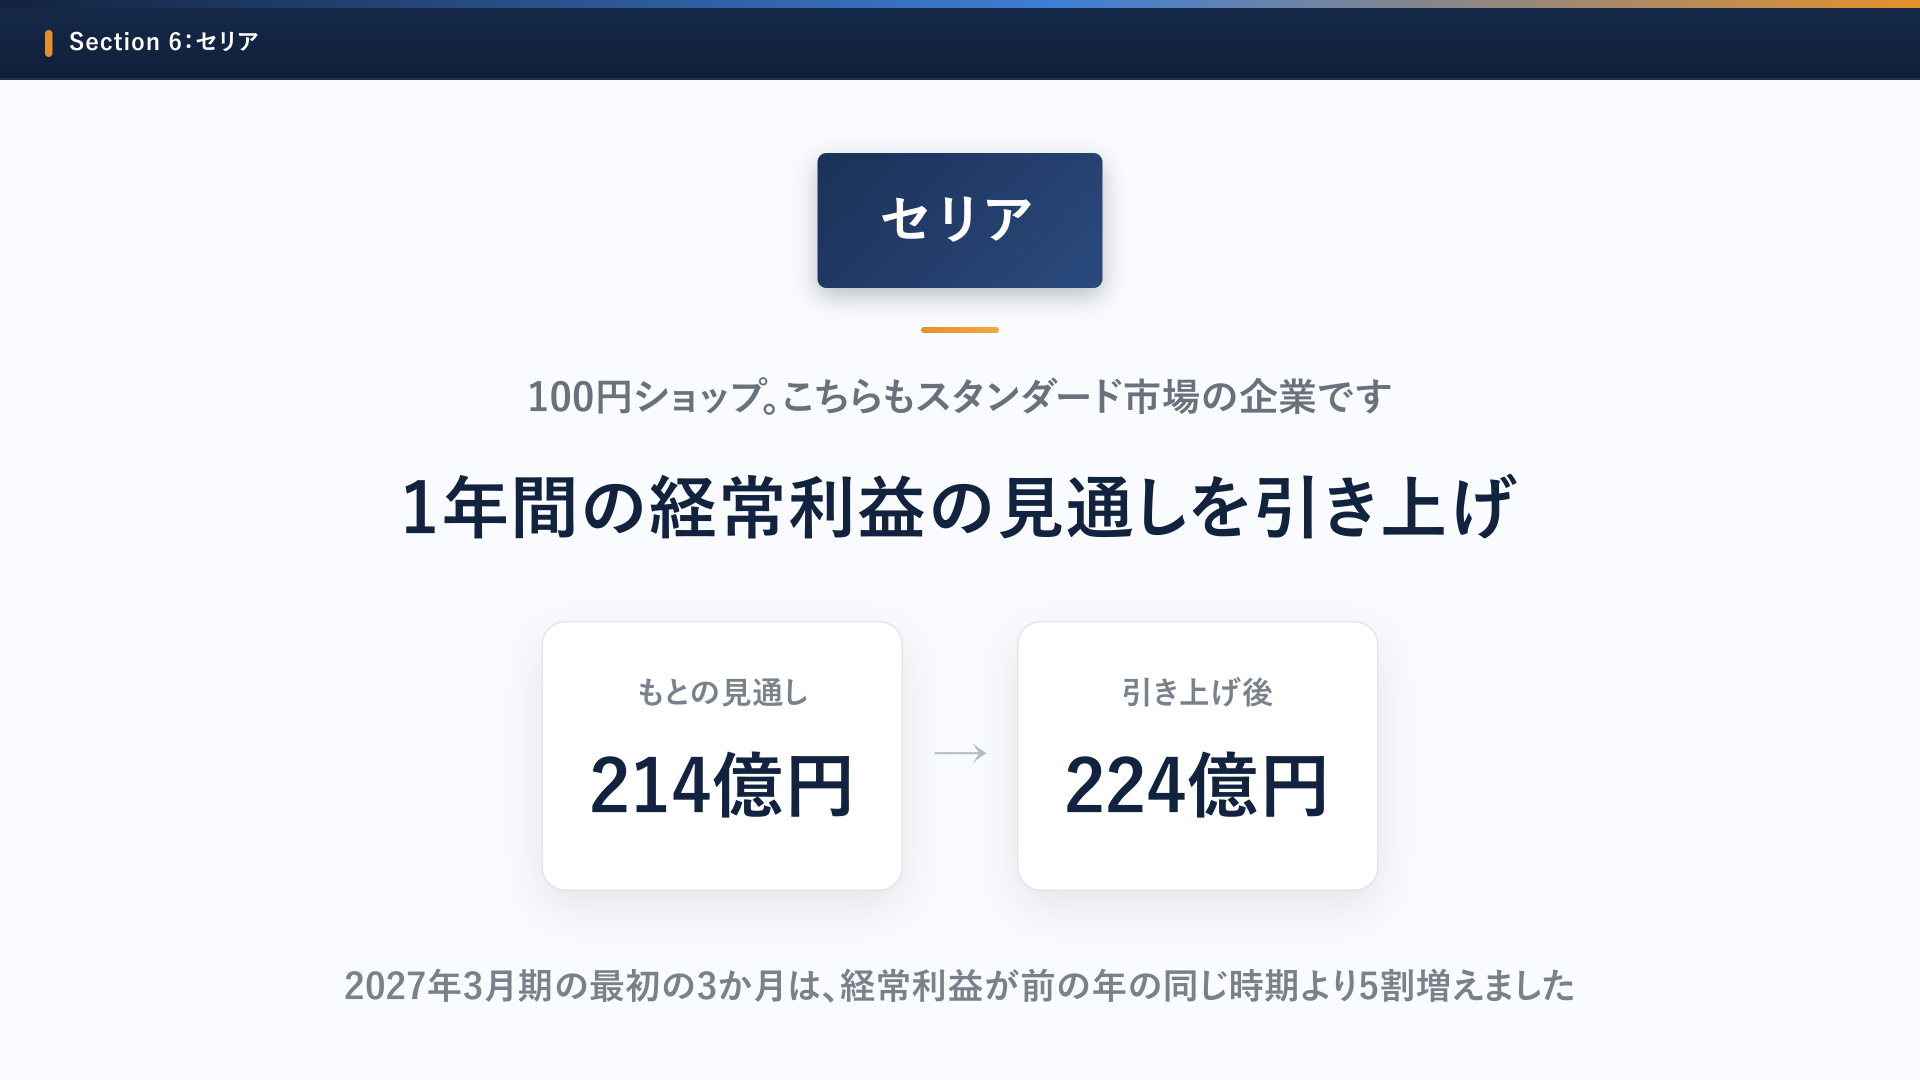 Section 6：セリア
セリア
100円ショップ。こちらもスタンダード市場の企業です
1年間の経常利益の見通しを引き上げ
もとの見通し
214億円
→
引き上げ後
224億円
2027年3月期の最初の3か月は、経常利益が前の年の同じ時期より5割増えました